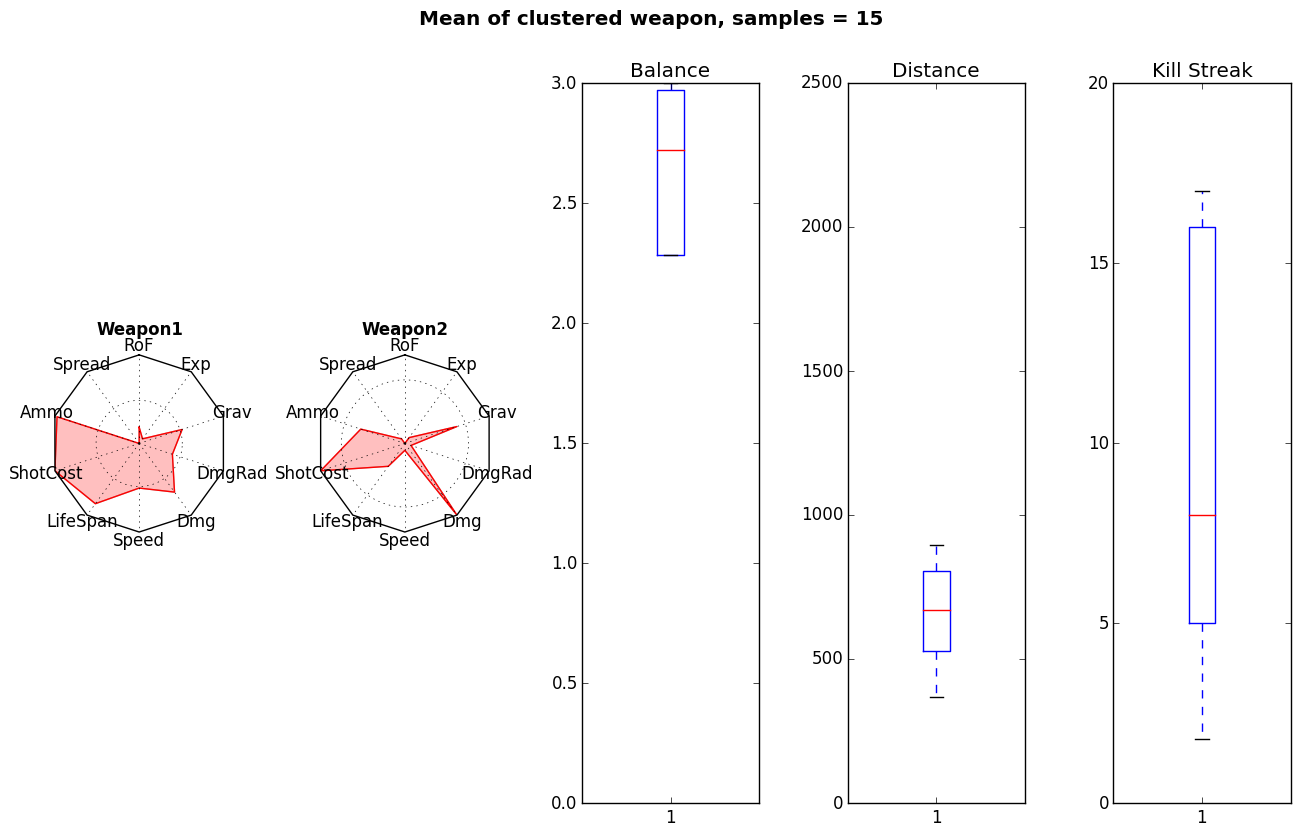 Mean of clustered weapon, samples = 15
Weapon1
RoF
Exp
Grav
DmgRad
Dmg
Speed
LifeSpan
ShotCost
Ammo
Spread
Weapon2
RoF
Exp
Grav
DmgRad
Dmg
Speed
LifeSpan
ShotCost
Ammo
Spread
Balance
3.0
2.5
2.0
1.5
1.0
0.5
0.0
1
Distance
2500
2000
1500
1000
500
0
1
Kill Streak
20
15
10
5
0
1